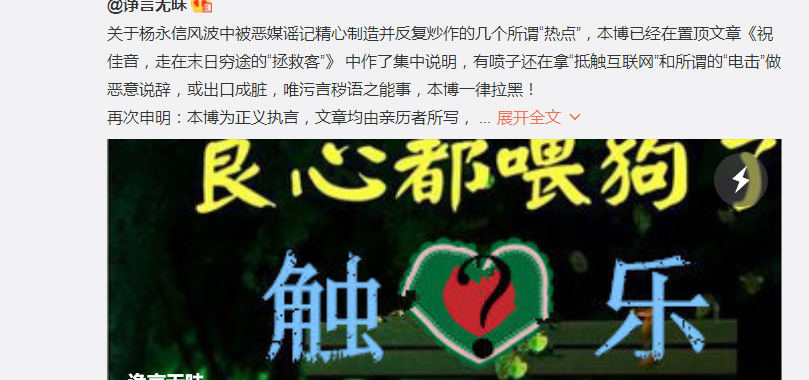 @诤言无昧
关于杨永信风波中被恶媒谣记精心制造并反复炒作的几个所谓“热点”，本博已经在置顶文章《祝
佳音，走在末日穷途的“拯救客”》 中作了集中说明，有喷子还在拿“抵触互联网”和所谓的“电击”做
恶意说辞，或出口成脏，唯污言秽语之能事，本博一律拉黑！
再次申明：本博为正义执言，文章均由亲历者所写， ... 展开全文
良心都喂狗了
触 ? 乐